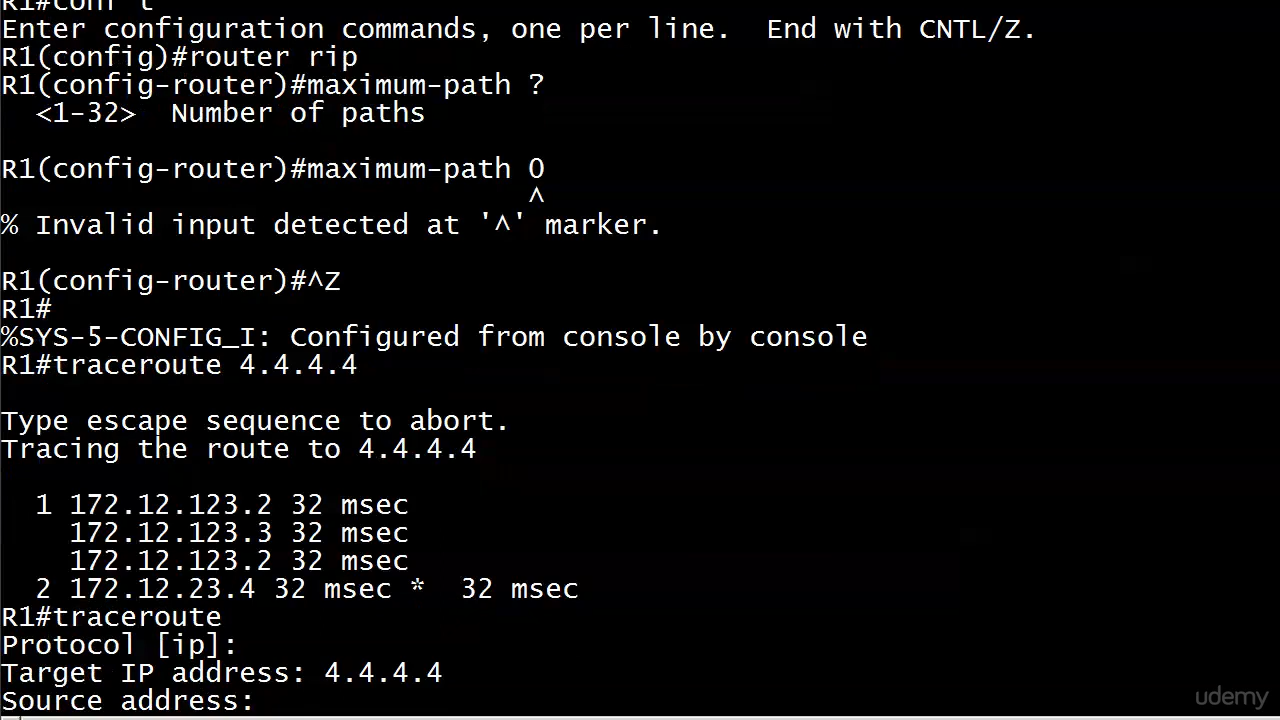 R1#conf t
Enter configuration commands, one per line.  End with CNTL/Z.
R1(config)#router rip
R1(config-router)#maximum-path ?
  <1-32>  Number of paths
R1(config-router)#maximum-path 0
^
% Invalid input detected at '^' marker.
R1(config-router)#^Z
R1#
%SYS-5-CONFIG_I: Configured from console by console
R1#traceroute 4.4.4.4
Type escape sequence to abort.
Tracing the route to 4.4.4.4
  1 172.12.123.2 32 msec
    172.12.123.3 32 msec
    172.12.123.2 32 msec
  2 172.12.23.4 32 msec *  32 msec
R1#traceroute
Protocol [ip]:
Target IP address: 4.4.4.4
Source address:
udemy